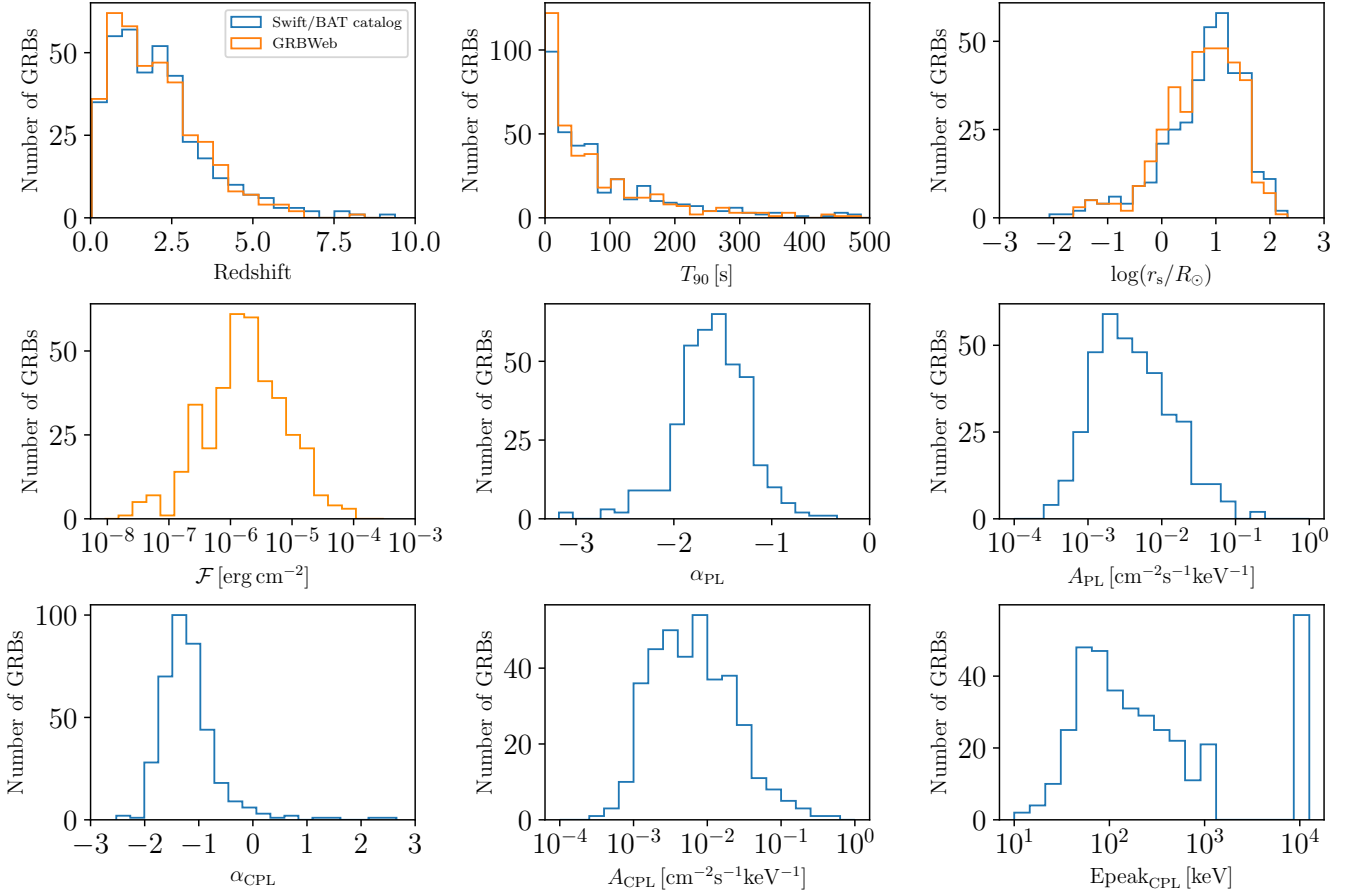 Number of GRBs
50
25
0
Swift/BAT catalog
GRBWeb
0.0 2.5 5.0 7.5 10.0
Redshift
Number of GRBs
100
50
0
0 100 200 300 400 500
T₉₀ [s]
Number of GRBs
50
25
0
−3 −2 −1 0 1 2 3
log(rₛ/R⊙)
Number of GRBs
50
25
0
10⁻⁸ 10⁻⁷ 10⁻⁶ 10⁻⁵ 10⁻⁴ 10⁻³
ℱ [erg cm⁻²]
Number of GRBs
50
25
0
−3 −2 −1 0
α_PL
Number of GRBs
50
25
0
10⁻⁴ 10⁻³ 10⁻² 10⁻¹ 10⁰
A_PL [cm⁻²s⁻¹keV⁻¹]
Number of GRBs
100
50
0
−3 −2 −1 0 1 2 3
α_CPL
Number of GRBs
40
20
0
10⁻⁴ 10⁻³ 10⁻² 10⁻¹ 10⁰
A_CPL [cm⁻²s⁻¹keV⁻¹]
Number of GRBs
40
20
0
10¹ 10² 10³ 10⁴
Epeak_CPL [keV]